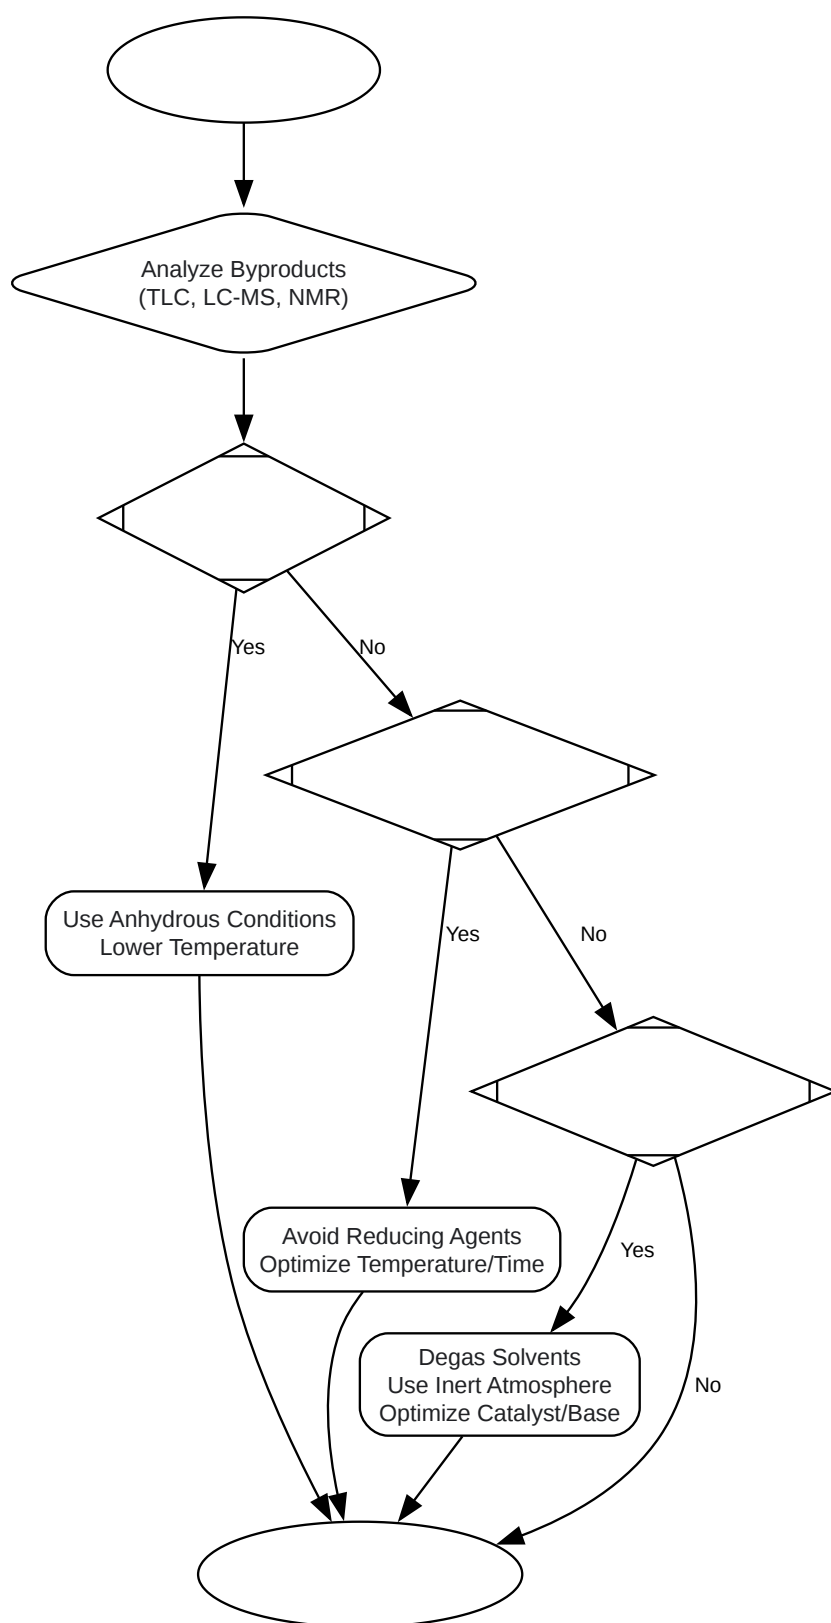 Analyze Byproducts
(TLC, LC-MS, NMR)
Yes
No
Use Anhydrous Conditions
Lower Temperature
Yes
No
Avoid Reducing Agents
Optimize Temperature/Time
Yes
Degas Solvents
Use Inert Atmosphere
Optimize Catalyst/Base
No